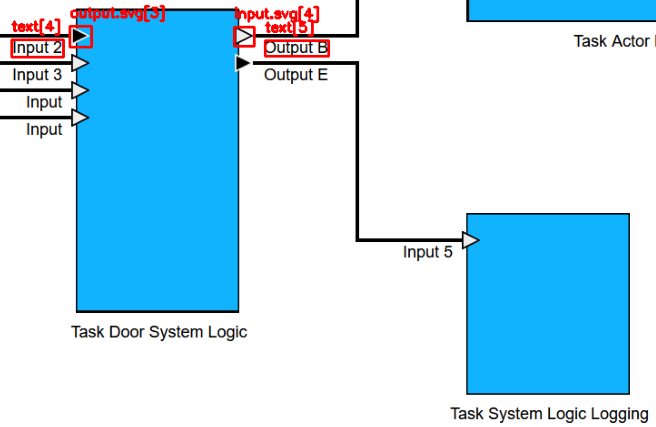 output.svg[3]
input.svg[4]
text[4]
text[5]
Input 2
Output B
Task Actor
Input 3
Output E
Input
Input
Input 5
Task Door System Logic
Task System Logic Logging